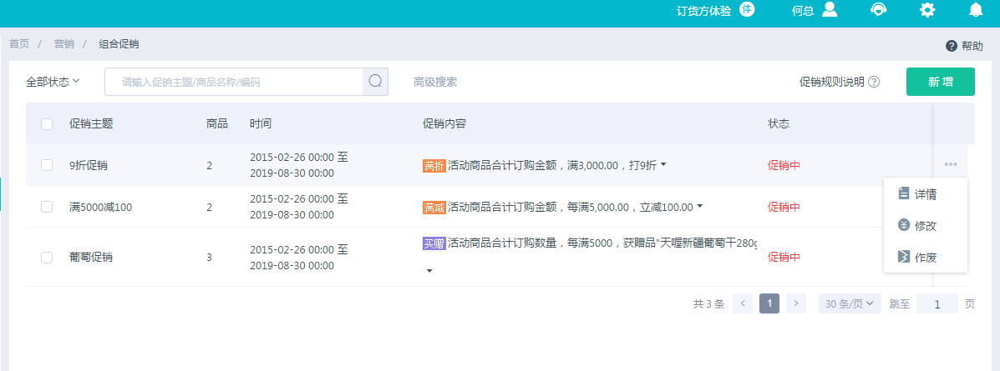 订货方体验 体 何总
首页 / 营销 / 组合促销
帮助
全部状态 请输入促销主题/商品名称/编码 高级搜索 促销规则说明 ? 新增
促销主题 商品 时间 促销内容 状态
9折促销 2 2015-02-26 00:00 至 2019-08-30 00:00 满折 活动商品合计订购金额，满3,000.00，打9折 促销中
满5000减100 2 2015-02-26 00:00 至 2019-08-30 00:00 满减 活动商品合计订购金额，每满5,000.00，立减100.00 促销中
葡萄促销 3 2015-02-26 00:00 至 2019-08-30 00:00 买赠 活动商品合计订购数量，每满5000，获赠品"天喔新疆葡萄干280g 促销中
详情
修改
作废
共 3 条 < 1 > 30 条/页 跳至 1 页